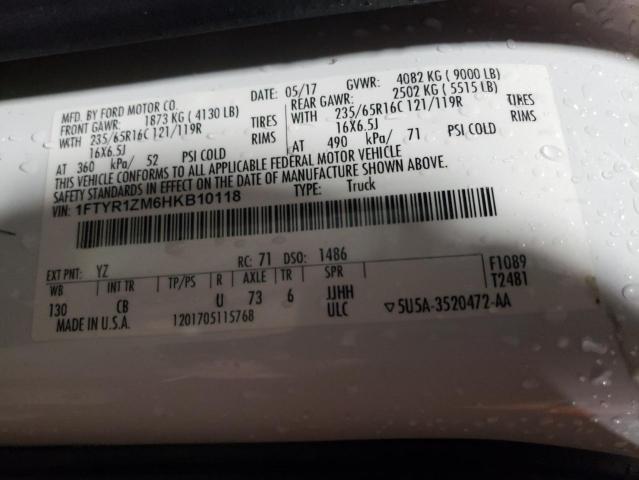 MFD. BY FORD MOTOR CO.
DATE: 05/17 GVWR: 4082 KG ( 9000 LB)
FRONT GAWR: 1873 KG ( 4130 LB)
REAR GAWR: 2502 KG ( 5515 LB)
WITH 235/65R16C 121/119R TIRES
WITH 235/65R16C 121/119R TIRES
16X6.5J RIMS
16X6.5J RIMS
AT 360 kPa/ 52 PSI COLD
AT 490 kPa/ 71 PSI COLD
THIS VEHICLE CONFORMS TO ALL APPLICABLE FEDERAL MOTOR VEHICLE
SAFETY STANDARDS IN EFFECT ON THE DATE OF MANUFACTURE SHOWN ABOVE.
VIN: 1FTYR1ZM6HKB10118
TYPE: Truck
EXT PNT: YZ RC: 71 DSO: 1486
F1089
T2481
WB INT TR TP/PS R AXLE TR SPR
130 CB U 73 6 JJHH
ULC
▽5U5A-3520472-AA
MADE IN U.S.A. 1201705115768